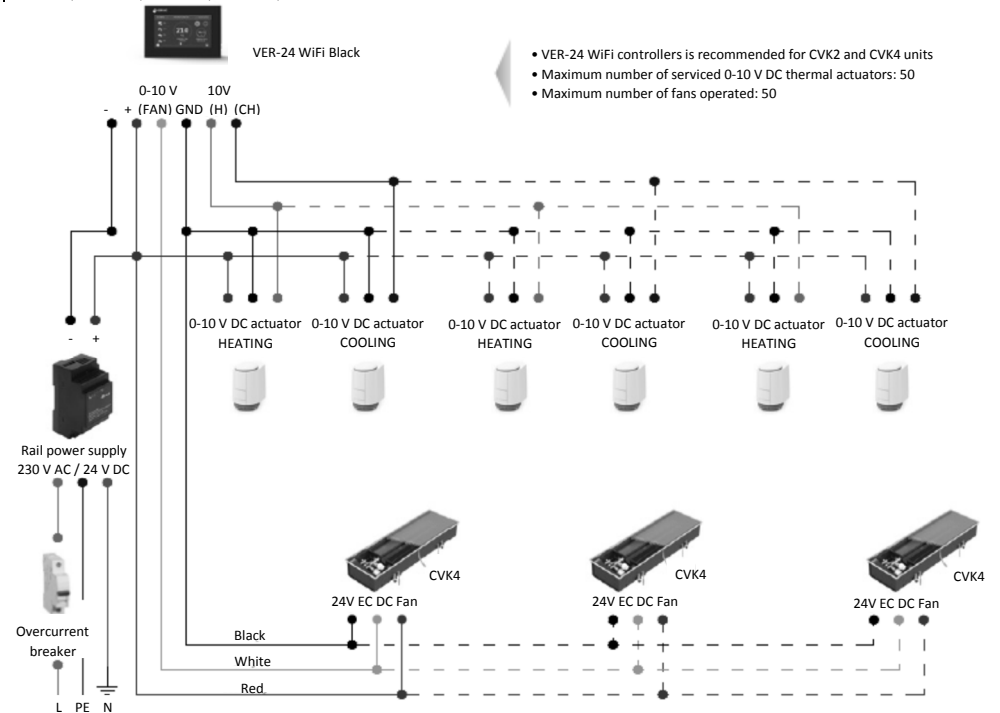 VER-24 WiFi Black
• VER-24 WiFi controllers is recommended for CVK2 and CVK4 units
• Maximum number of serviced 0-10 V DC thermal actuators: 50
• Maximum number of fans operated: 50
0-10 V 10V
- + (FAN) GND (H) (CH)
0-10 V DC actuator
HEATING
0-10 V DC actuator
COOLING
0-10 V DC actuator
HEATING
0-10 V DC actuator
COOLING
0-10 V DC actuator
HEATING
0-10 V DC actuator
COOLING
- +
Rail power supply
230 V AC / 24 V DC
CVK4
CVK4
CVK4
24V EC DC Fan
24V EC DC Fan
24V EC DC Fan
Overcurrent
breaker
Black
White
Red
L PE N